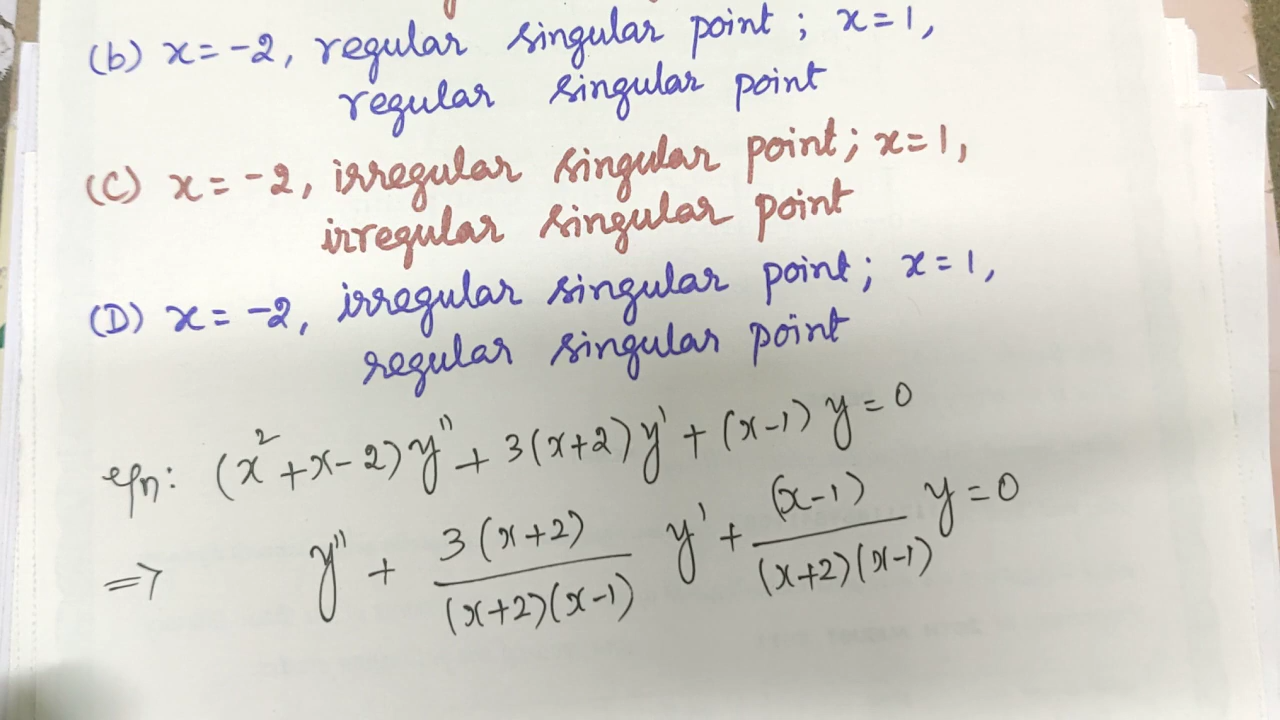 (b) x=-2, regular singular point ; x=1,
regular singular point
(C) x=-2, irregular singular point; x=1,
irregular singular point
(D) x=-2, irregular singular point; x=1,
regular singular point
eqn: (x²+x-2)y''+3(x+2)y'+(x-1)y=0
⇒ y''+\frac{3(x+2)}{(x+2)(x-1)}y'+\frac{(x-1)}{(x+2)(x-1)}y=0